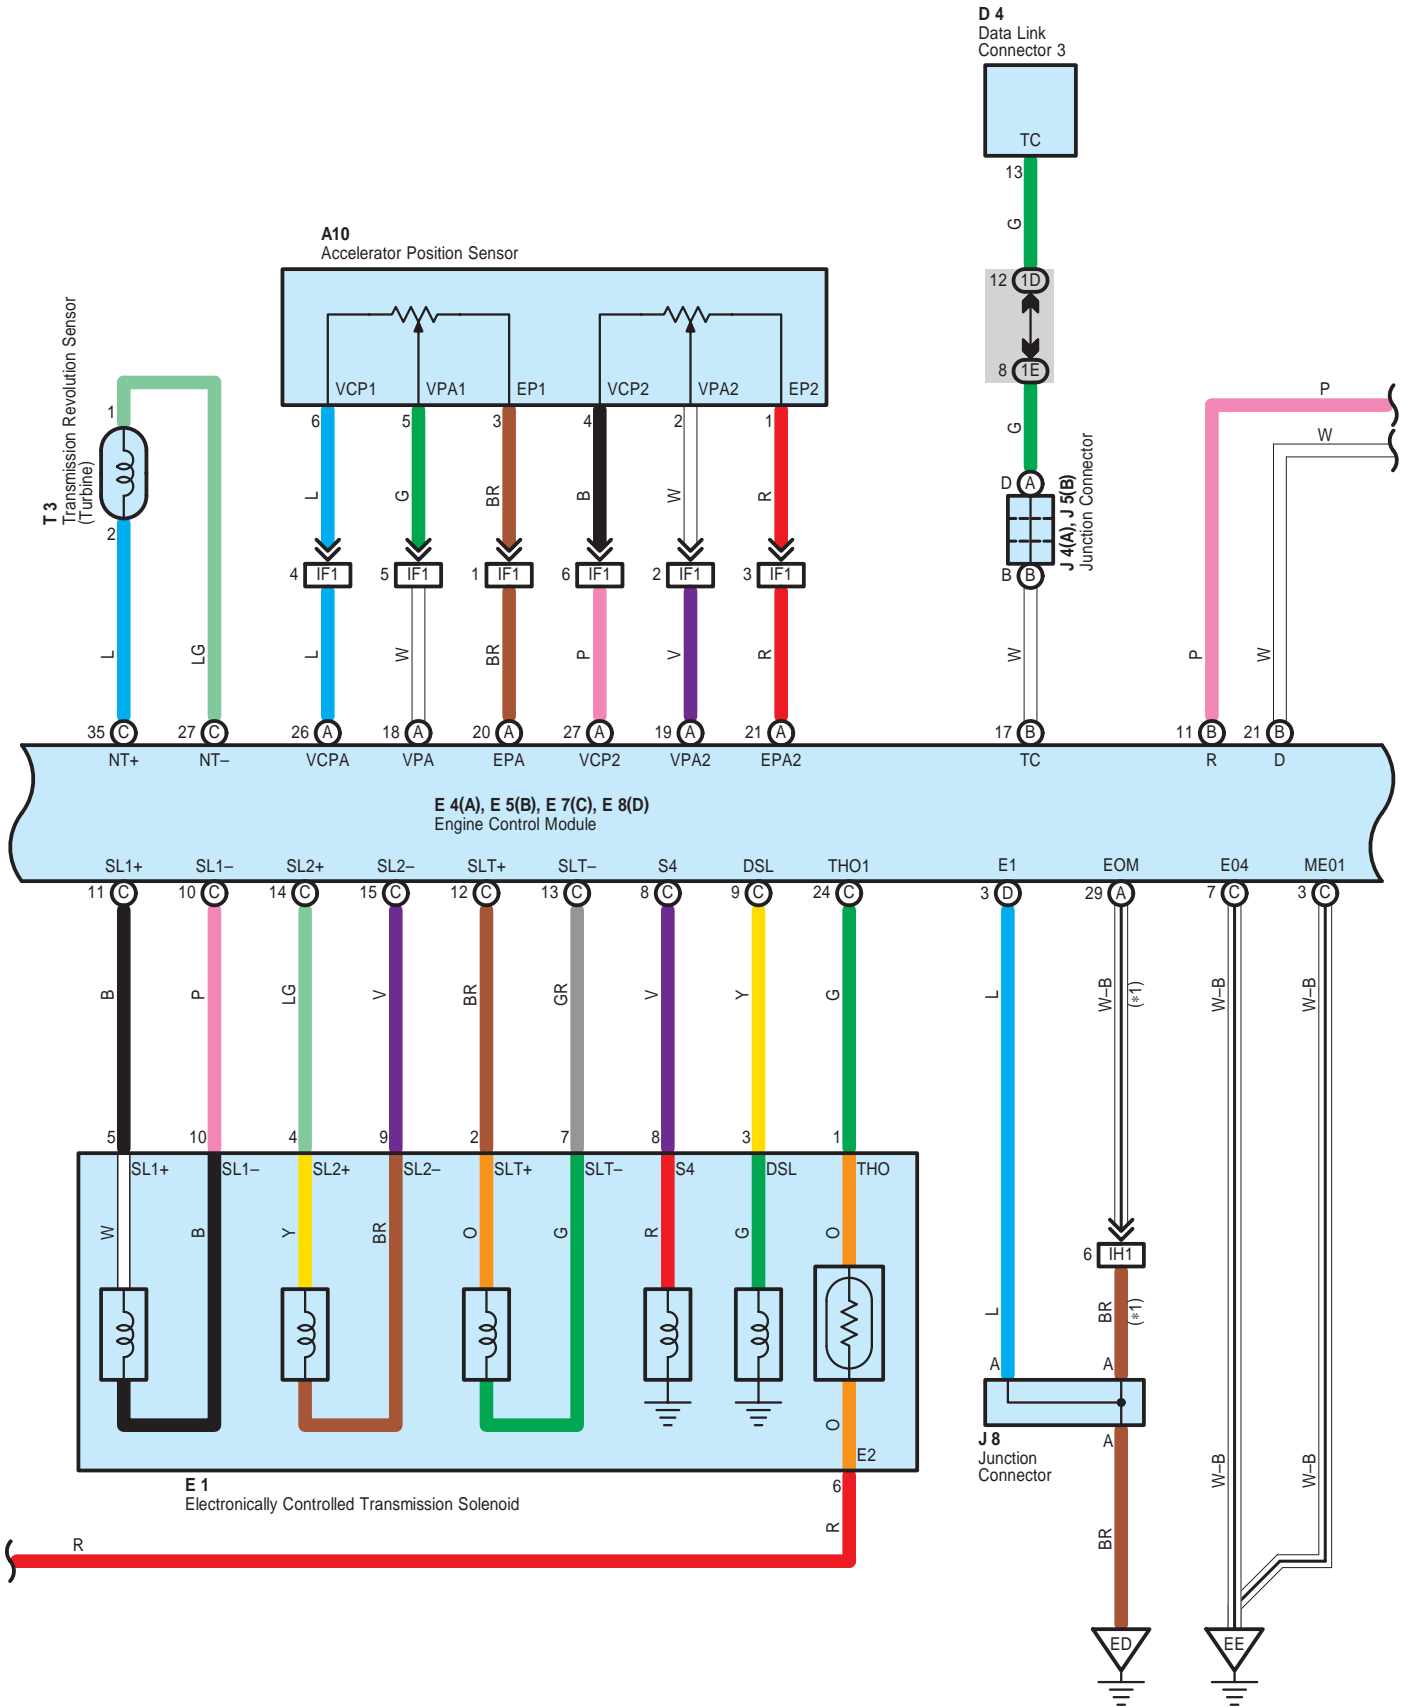 D 4
Data Link
Connector 3
TC
13
G
12 1D
8 1E
G
D A
J 4(A), J 5(B)
Junction Connector
B B
W
A10
Accelerator Position Sensor
VCP1 VPA1 EP1 VCP2 VPA2 EP2
6 5 3 4 2 1
L G BR B W R
4 IF1 5 IF1 1 IF1 6 IF1 2 IF1 3 IF1
L W BR P V R
T 3
Transmission Revolution Sensor
(Turbine)
1
2
L LG
P
W
P W
35 C 27 C 26 A 18 A 20 A 27 A 19 A 21 A 17 B 11 B 21 B
NT+ NT– VCPA VPA EPA VCP2 VPA2 EPA2 TC R D
E 4(A), E 5(B), E 7(C), E 8(D)
Engine Control Module
SL1+ SL1– SL2+ SL2– SLT+ SLT– S4 DSL THO1 E1 EOM E04 ME01
11 C 10 C 14 C 15 C 12 C 13 C 8 C 9 C 24 C 3 D 29 A 7 C 3 C
B P LG V BR GR V Y G L W–B (*1) W–B W–B
5 10 4 9 2 7 8 3 1
SL1+ SL1– SL2+ SL2– SLT+ SLT– S4 DSL THO
W B Y BR O G R G O
6 IH1
L BR (*1)
A A
O
E2
A
J 8
Junction
Connector
W–B W–B
E 1
Electronically Controlled Transmission Solenoid
6
R
R
BR
ED EE